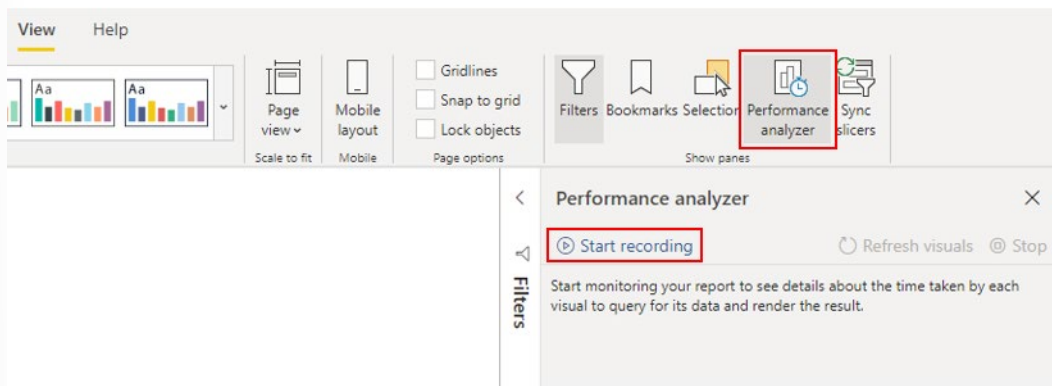 View Help
Aa Aa
Page view
Mobile layout
Gridlines
Snap to grid
Lock objects
Filters Bookmarks Selection Performance analyzer Sync slicers
Scale to fit Mobile Page options Show panes
Performance analyzer
Start recording Refresh visuals Stop
Filters
Start monitoring your report to see details about the time taken by each
visual to query for its data and render the result.